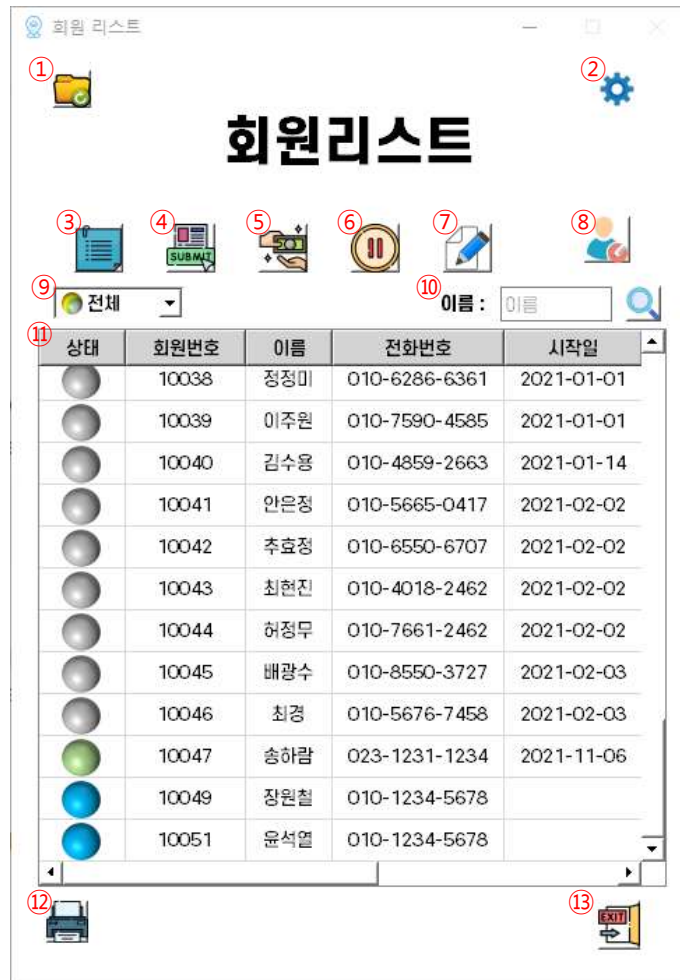 회원 리스트
① ②
회원리스트
③ ④ ⑤ ⑥ ⑦ ⑧
SUBMIT
⑨ 전체 ⑩ 이름 : 이름
⑪ 상태 회원번호 이름 전화번호 시작일
10038 정정미 010-6286-6361 2021-01-01
10039 이주원 010-7590-4585 2021-01-01
10040 김수용 010-4859-2663 2021-01-14
10041 안은정 010-5665-0417 2021-02-02
10042 추효정 010-6550-6707 2021-02-02
10043 최현진 010-4018-2462 2021-02-02
10044 허정무 010-7661-2462 2021-02-02
10045 배광수 010-8550-3727 2021-02-03
10046 최경 010-5676-7458 2021-02-03
10047 송하람 023-1231-1234 2021-11-06
10049 장원철 010-1234-5678
10051 윤석열 010-1234-5678
⑫ ⑬
EXIT